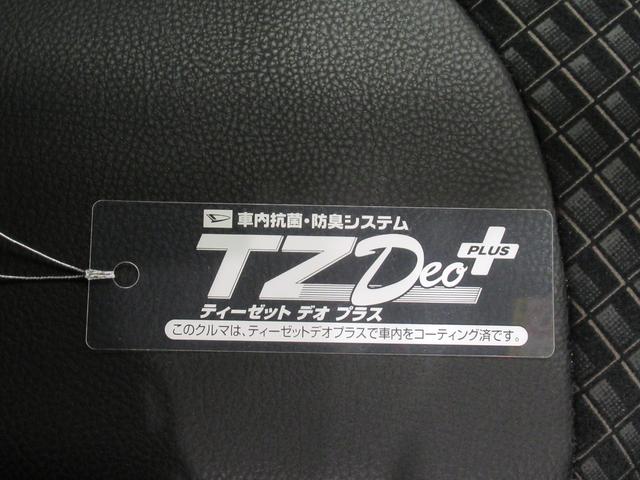 車内抗菌・防臭システム
TZ Deo PLUS
ティーゼット デオ プラス
このクルマは、ティーゼットデオプラスで車内をコーティング済です。